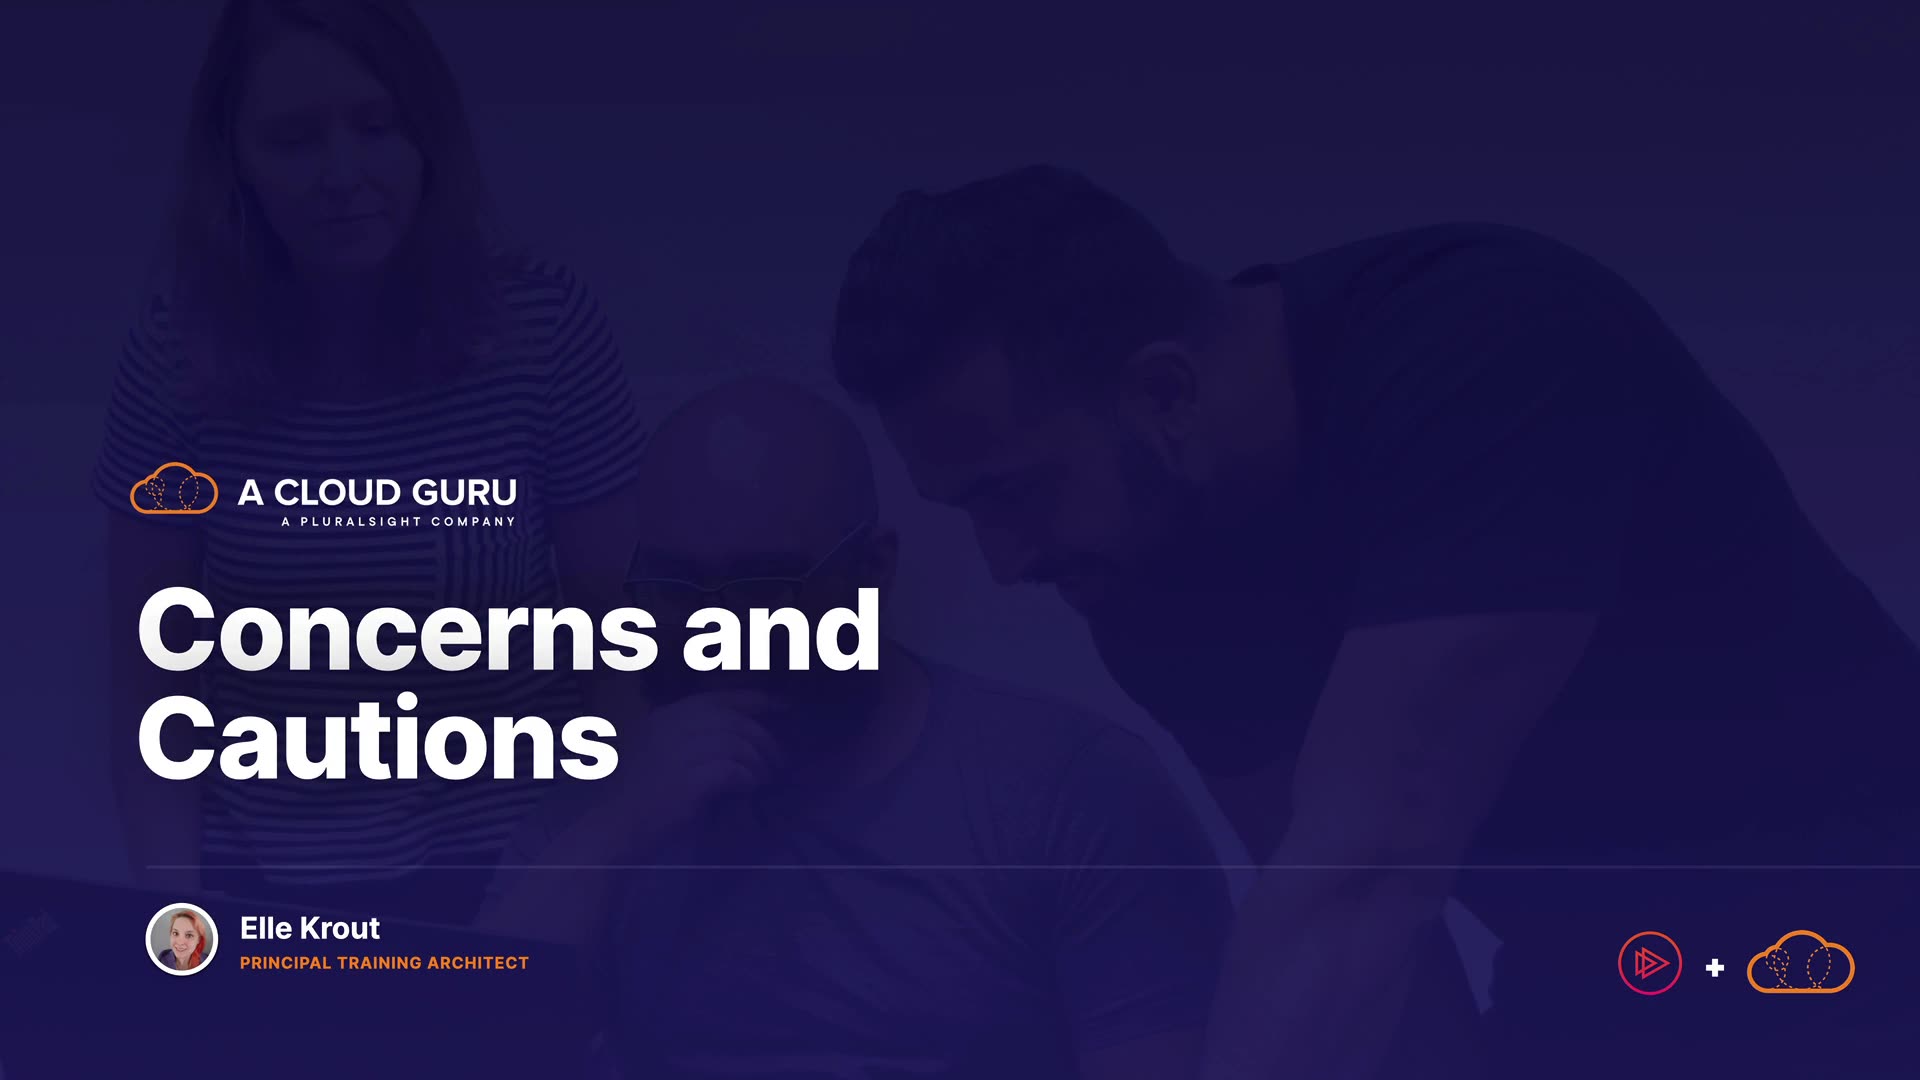 A CLOUD GURU
A PLURALSIGHT COMPANY
Concerns and
Cautions
Elle Krout
PRINCIPAL TRAINING ARCHITECT
+